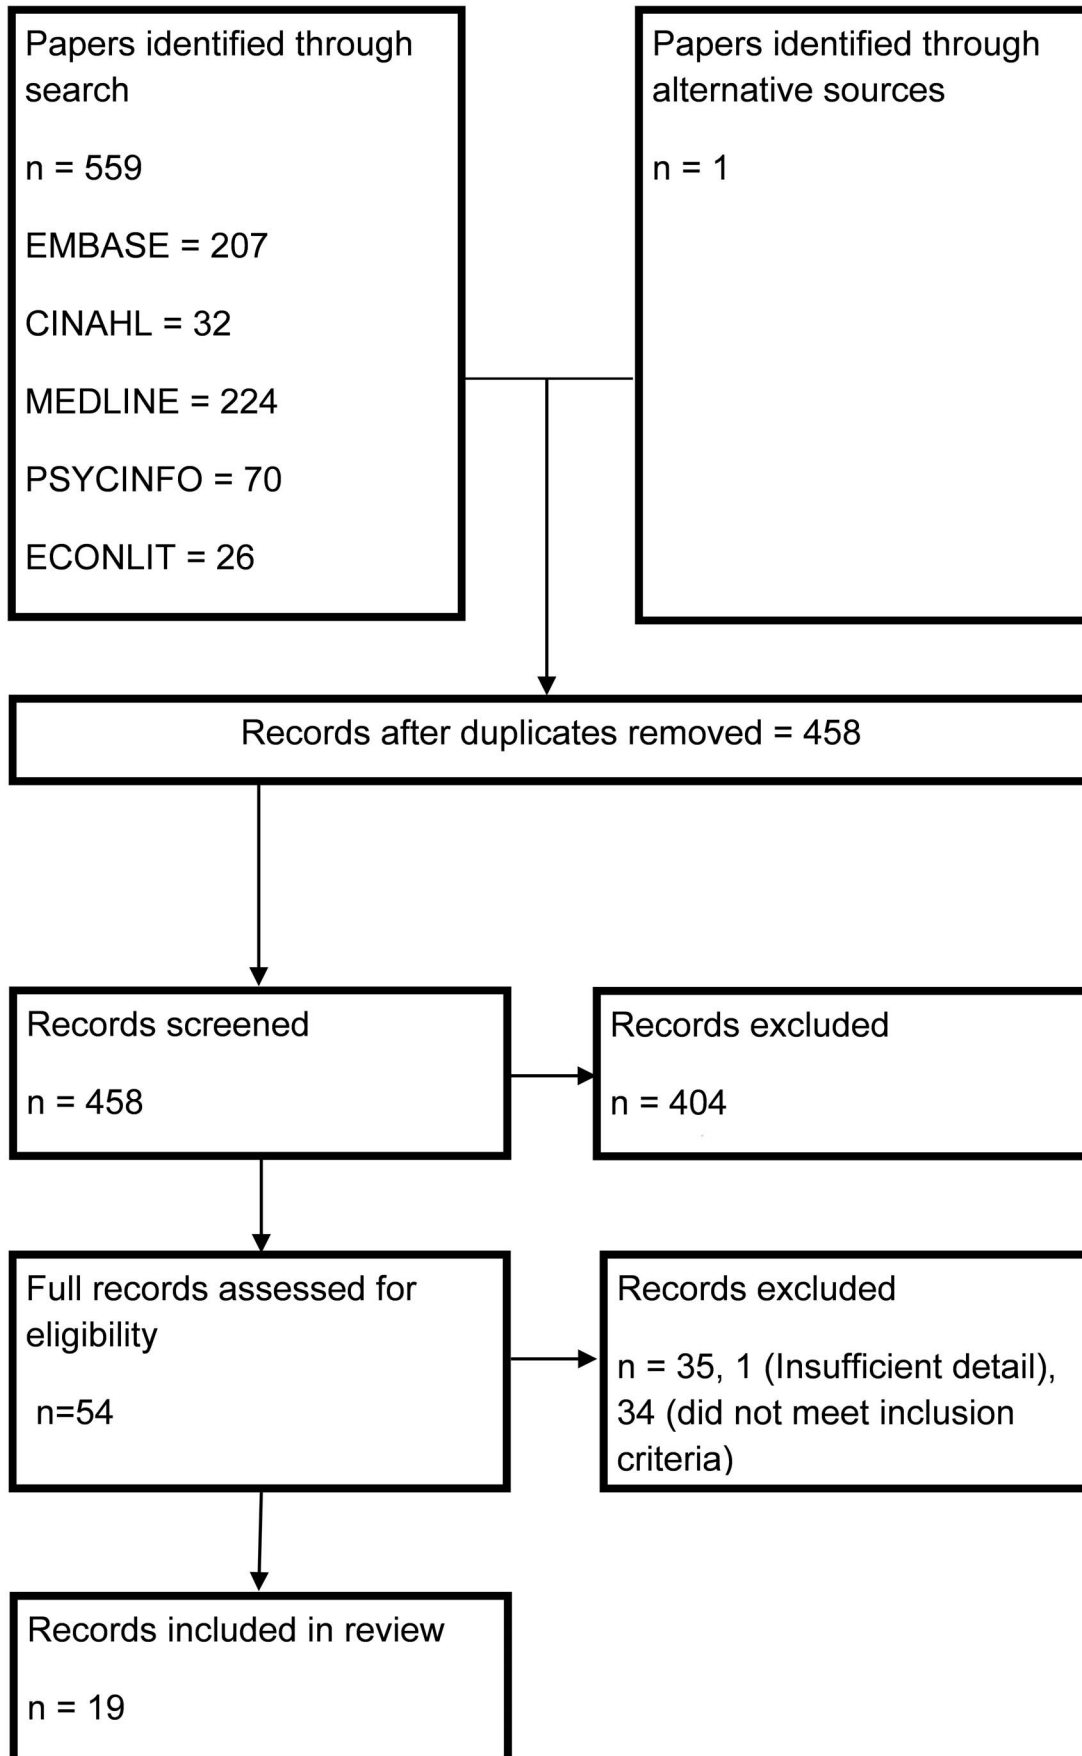 Papers identified through
search
n = 559
EMBASE = 207
CINAHL = 32
MEDLINE = 224
PSYCINFO = 70
ECONLIT = 26
Papers identified through
alternative sources
n = 1
Records after duplicates removed = 458
Records screened
n = 458
Records excluded
n = 404
Full records assessed for
eligibility
n=54
Records excluded
n = 35, 1 (Insufficient detail),
34 (did not meet inclusion
criteria)
Records included in review
n = 19